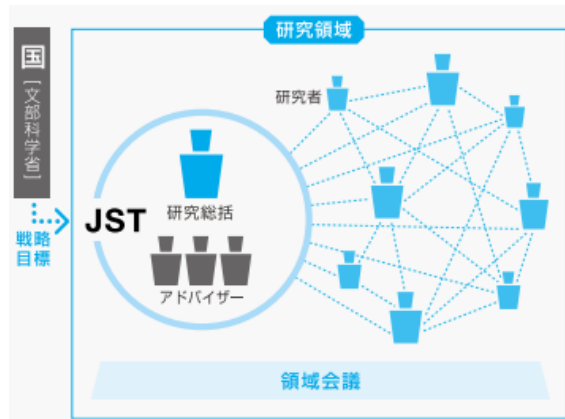 研究領域
国
[文部科学省]
研究者
JST
研究総括
戦略
目標
アドバイザー
領域会議